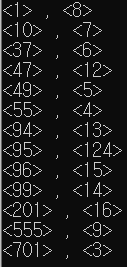 <1> , <8>
<10> , <7>
<37> , <6>
<47> , <12>
<49> , <5>
<55> , <4>
<94> , <13>
<95> , <124>
<96> , <15>
<99> , <14>
<201> , <16>
<555> , <9>
<701> , <3>